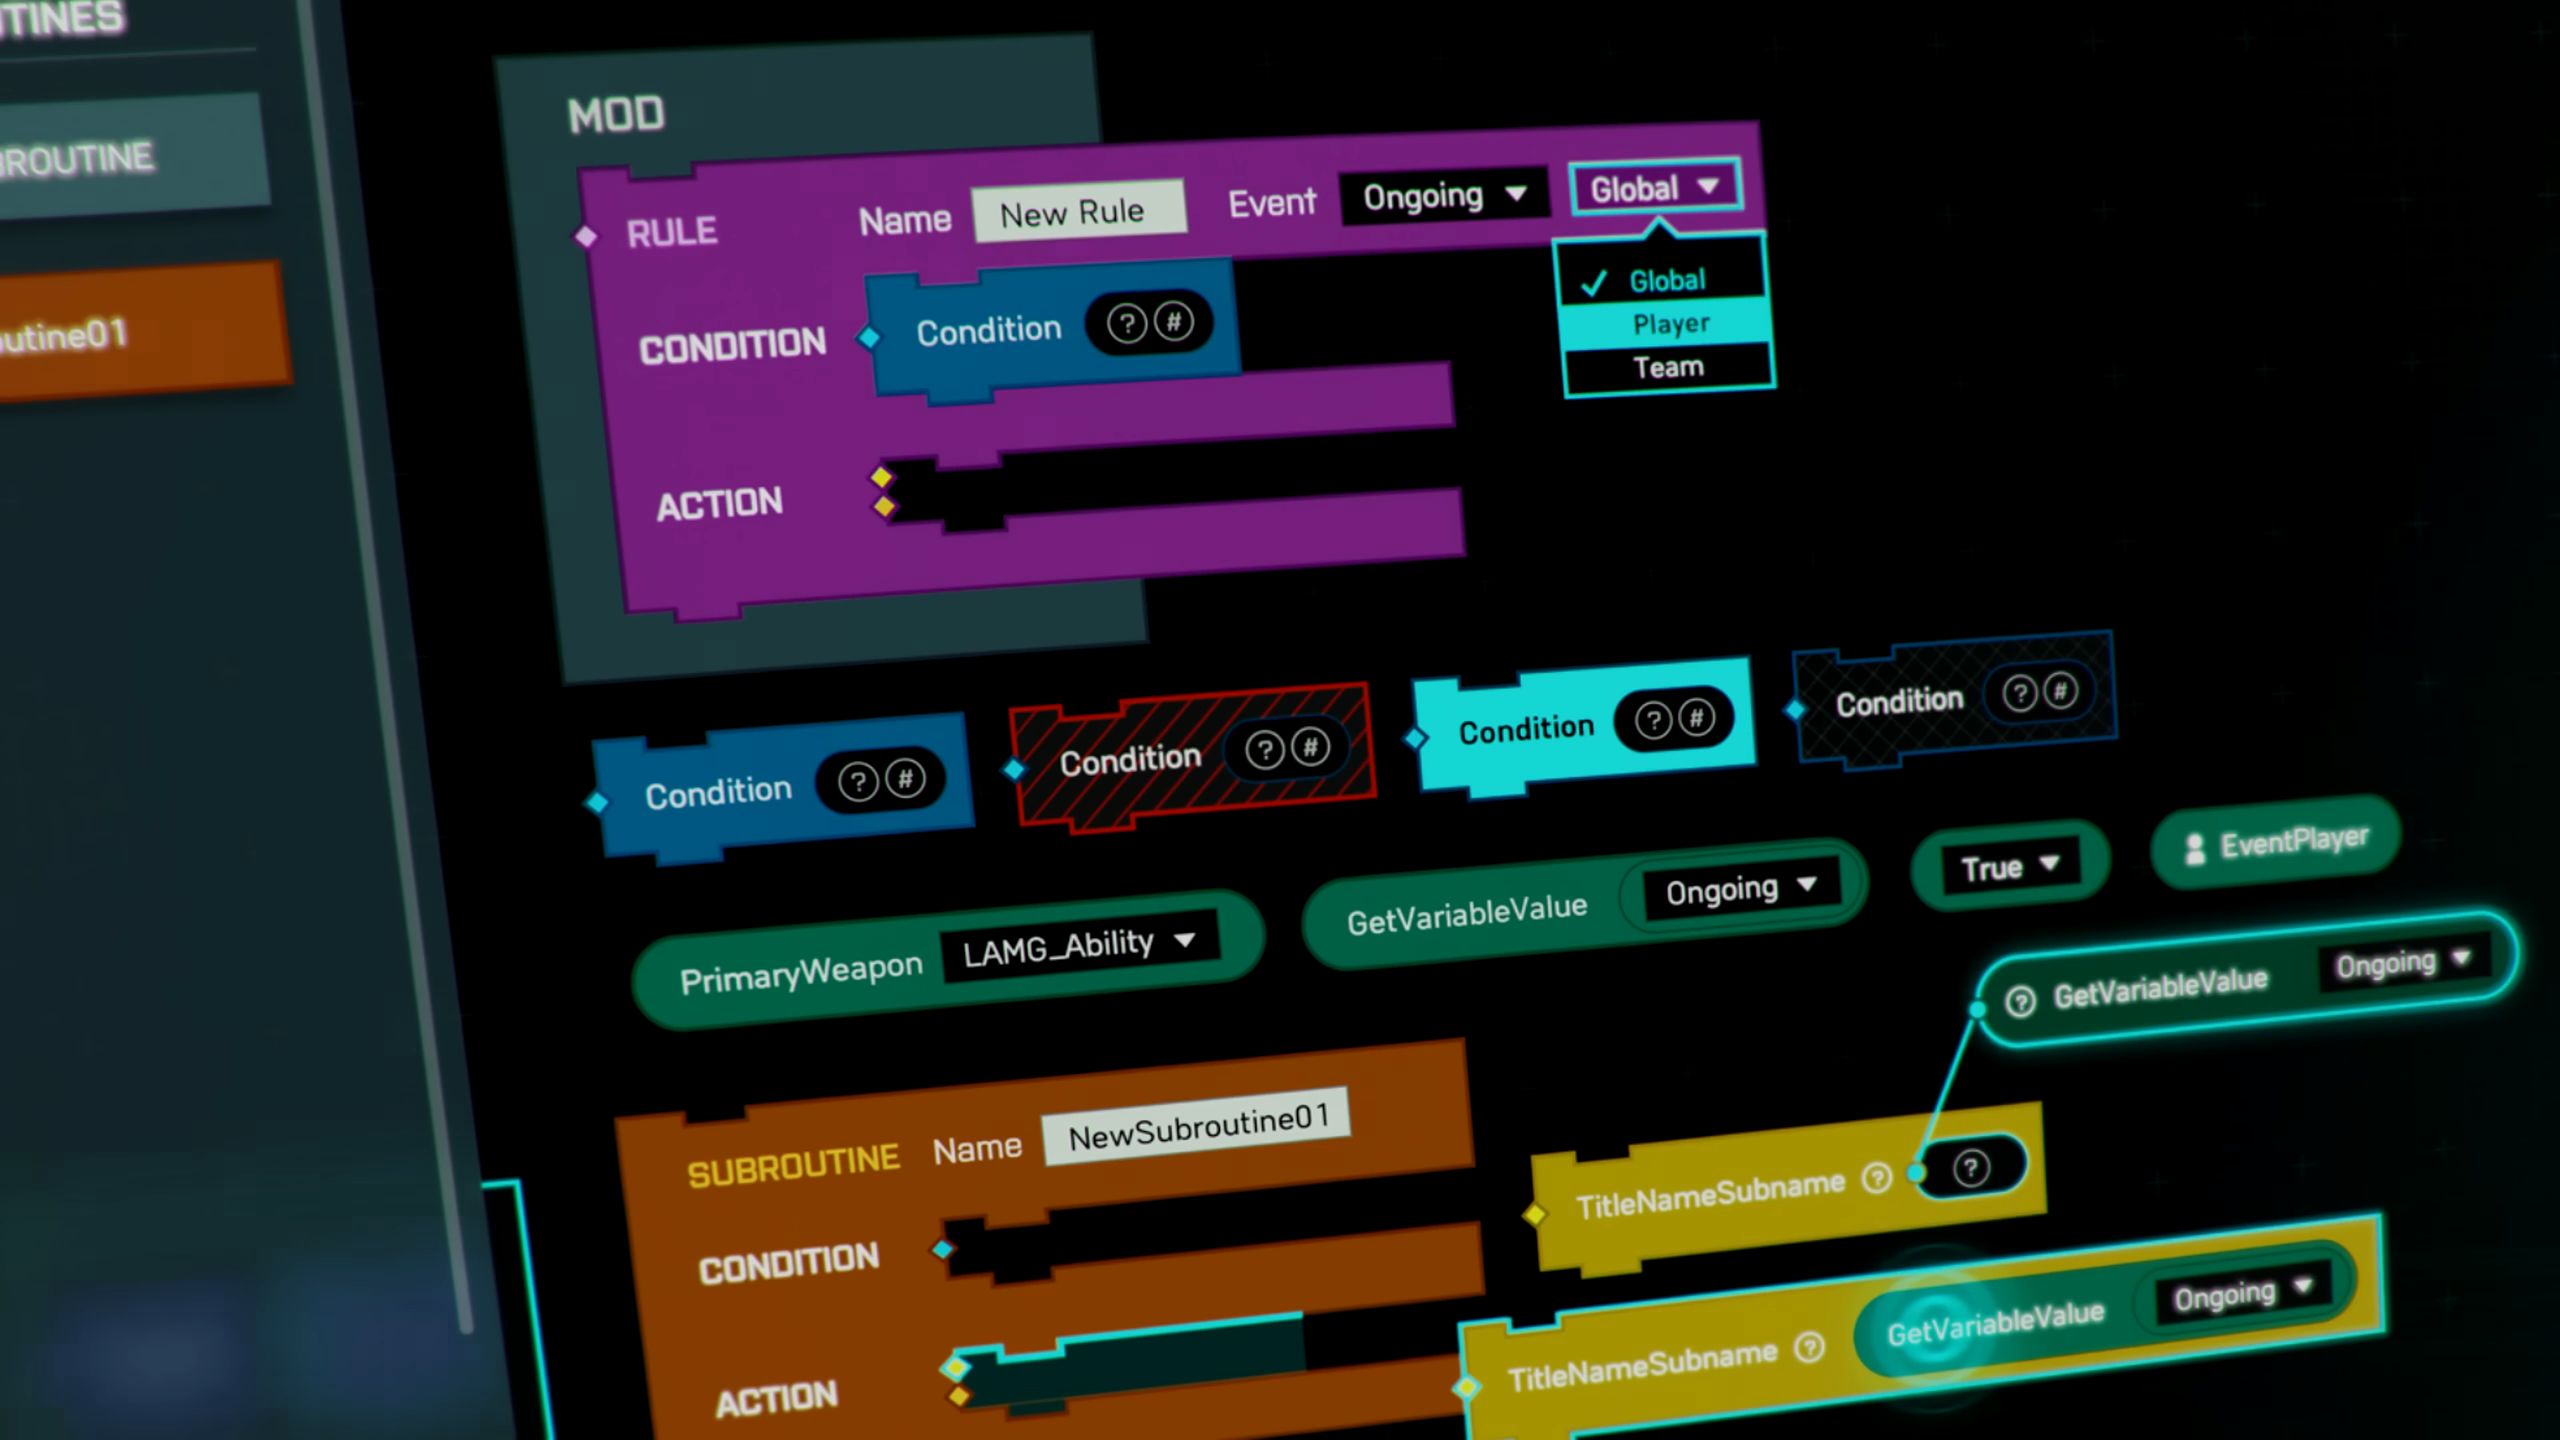 TINES
ROUTINE
utine01
MOD
RULE Name New Rule Event Ongoing Global
Global
Player
Team
CONDITION Condition ? #
ACTION
Condition ? #
Condition ? #
Condition ? #
Condition ? #
PrimaryWeapon LAMG_Ability
GetVariableValue Ongoing
True
EventPlayer
? GetVariableValue Ongoing
SUBROUTINE Name NewSubroutine01
CONDITION
ACTION
TitleNameSubname ? ?
TitleNameSubname ? GetVariableValue Ongoing